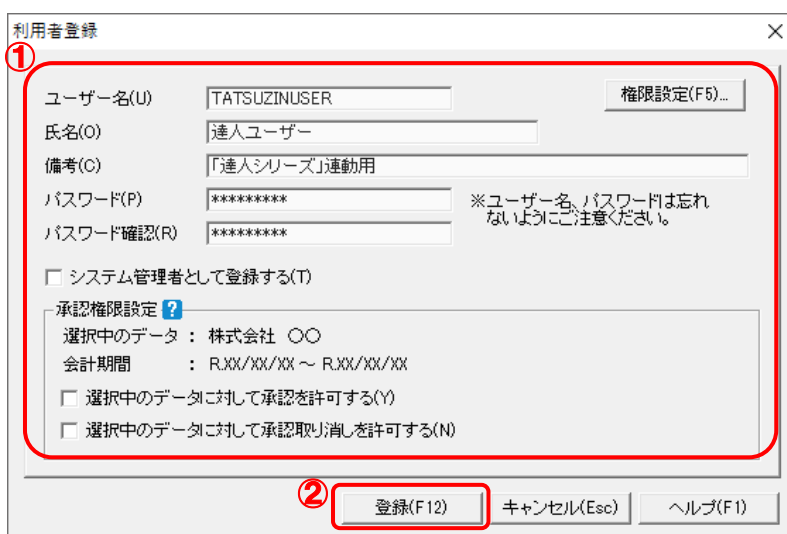 利用者登録
①
ユーザー名(U) TATSUZINUSER 権限設定(F5)...
氏名(O) 達人ユーザー
備考(C) 「達人シリーズ」連動用
パスワード(P) *********
※ユーザー名、パスワードは忘れ
ないようにご注意ください。
パスワード確認(R) *********
システム管理者として登録する(T)
承認権限設定 ?
選択中のデータ : 株式会社 ○○
会計期間 : R.XX/XX/XX ～ R.XX/XX/XX
選択中のデータに対して承認を許可する(Y)
選択中のデータに対して承認取り消しを許可する(N)
②
登録(F12) キャンセル(Esc) ヘルプ(F1)